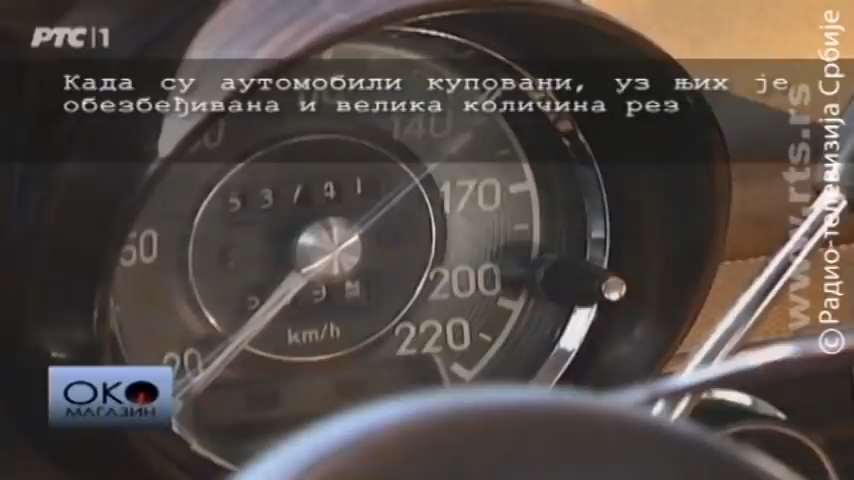 РТС|1
Када су аутомобили куповани, уз њих је
обезбеђивана и велика количина рез
140
170
50
200
km/h
220
20
ОКО
МАГАЗИН
© Радио-телевизија Србије
www.rts.rs